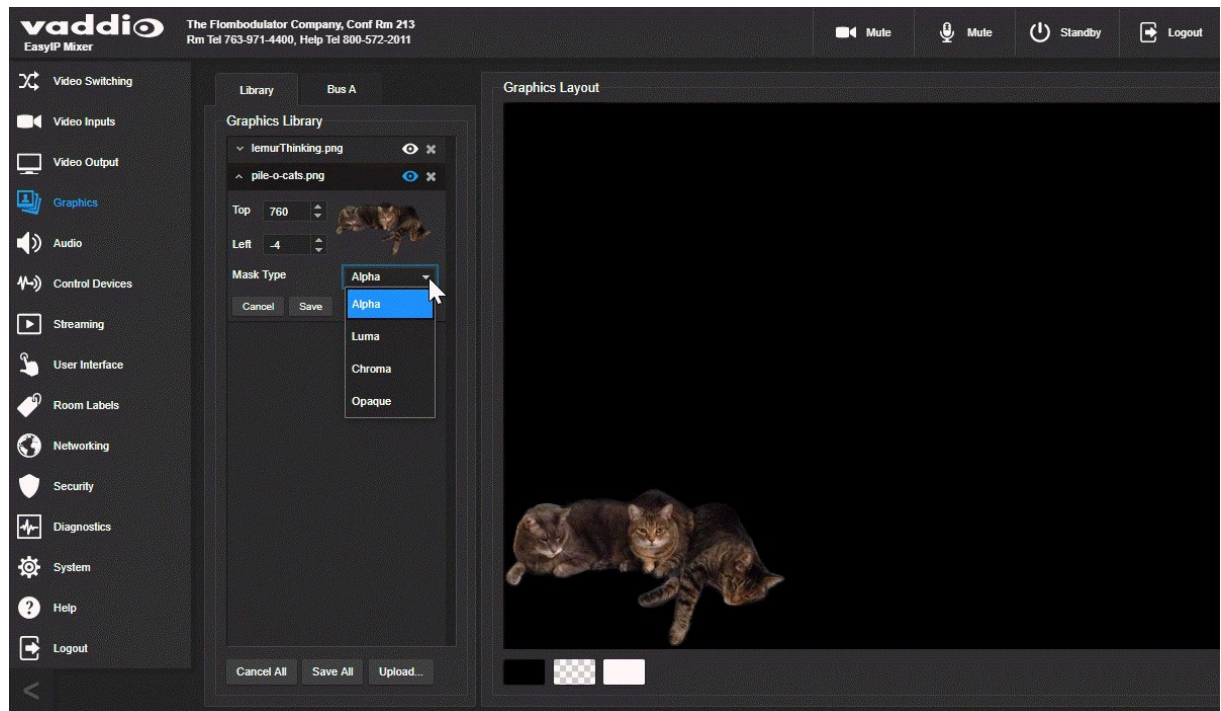 vaddio
EasyIP Mixer
The Flombodulator Company, Conf Rm 213
Rm Tel 763-971-4400, Help Tel 800-572-2011
Mute
Mute
Standby
Logout
Video Switching
Video Inputs
Video Output
Graphics
Audio
Control Devices
Streaming
User Interface
Room Labels
Networking
Security
Diagnostics
System
Help
Logout
Library
Bus A
Graphics Library
lemurThinking.png
pile-o-cats.png
Top 760
Left -4
Mask Type Alpha
Cancel Save
Alpha
Luma
Chroma
Opaque
Cancel All Save All Upload...
Graphics Layout